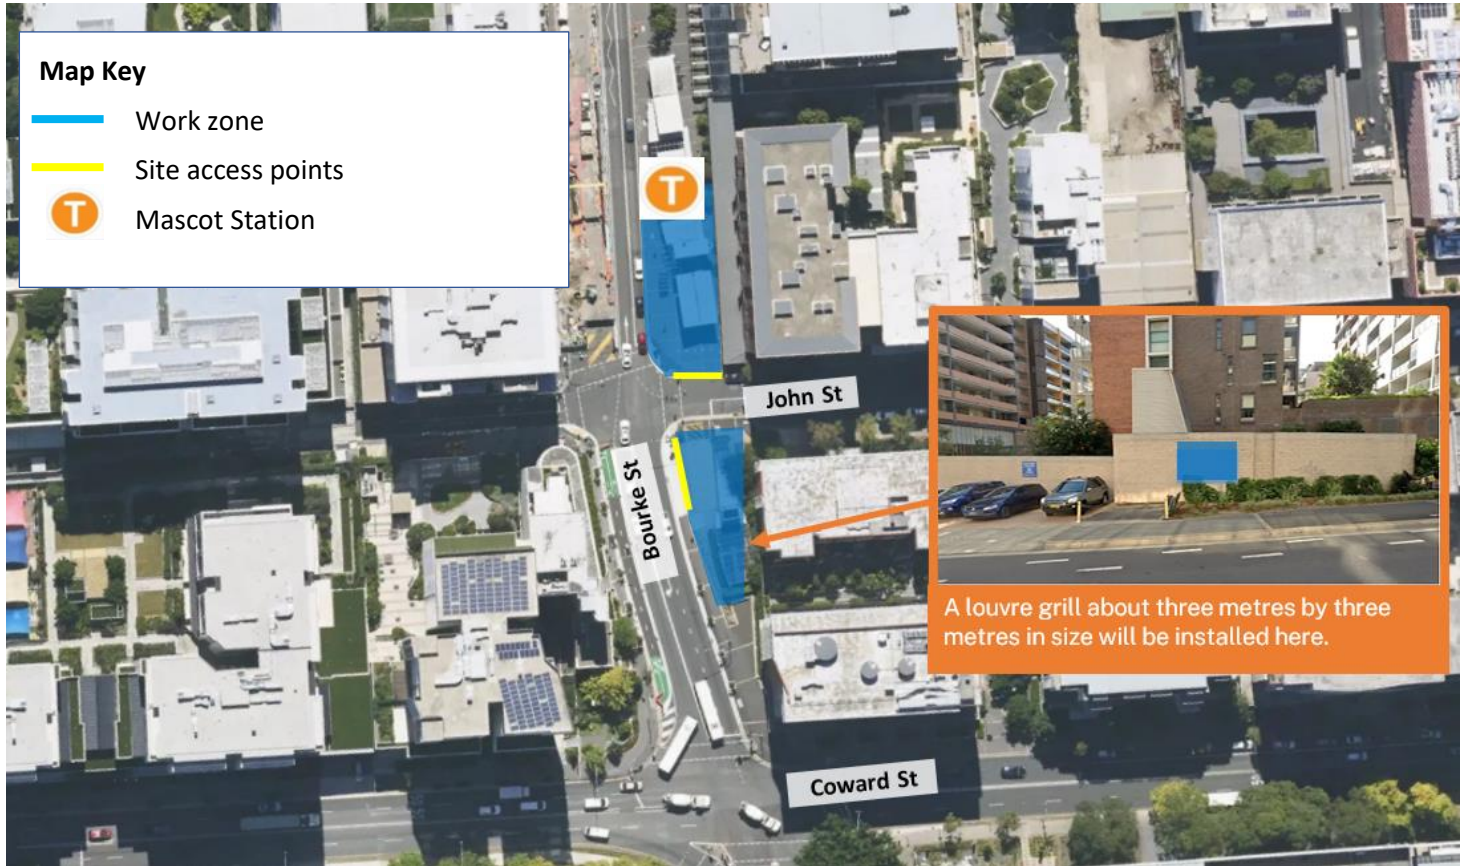 Map Key
Work zone
Site access points
T
Mascot Station
T
John St
Bourke St
A louvre grill about three metres by three
metres in size will be installed here.
Coward St